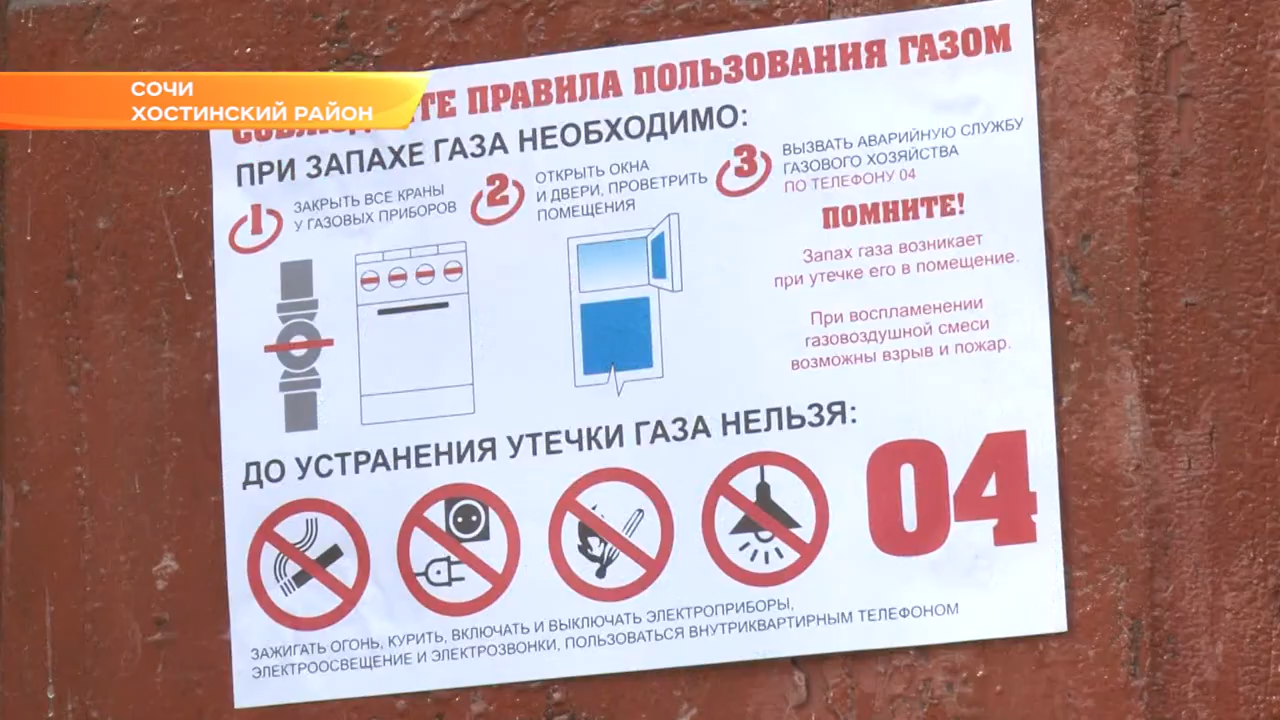 СОЧИ
ХОСТИНСКИЙ РАЙОН
ПРАВИЛА ПОЛЬЗОВАНИЯ ГАЗОМ
ПРИ ЗАПАХЕ ГАЗА НЕОБХОДИМО:
1
ЗАКРЫТЬ ВСЕ КРАНЫ
У ГАЗОВЫХ ПРИБОРОВ
2
ОТКРЫТЬ ОКНА
И ДВЕРИ, ПРОВЕТРИТЬ
ПОМЕЩЕНИЯ
3
ВЫЗВАТЬ АВАРИЙНУЮ СЛУЖБУ
ГАЗОВОГО ХОЗЯЙСТВА
ПО ТЕЛЕФОНУ 04
ПОМНИТЕ!
Запах газа возникает
при утечке его в помещение.
При воспламенении
газовоздушной смеси
возможны взрыв и пожар.
ДО УСТРАНЕНИЯ УТЕЧКИ ГАЗА НЕЛЬЗЯ:
04
ЗАЖИГАТЬ ОГОНЬ, КУРИТЬ, ВКЛЮЧАТЬ И ВЫКЛЮЧАТЬ ЭЛЕКТРОПРИБОРЫ,
ЭЛЕКТРООСВЕЩЕНИЕ И ЭЛЕКТРОЗВОНКИ, ПОЛЬЗОВАТЬСЯ ВНУТРИКВАРТИРНЫМ ТЕЛЕФОНОМ